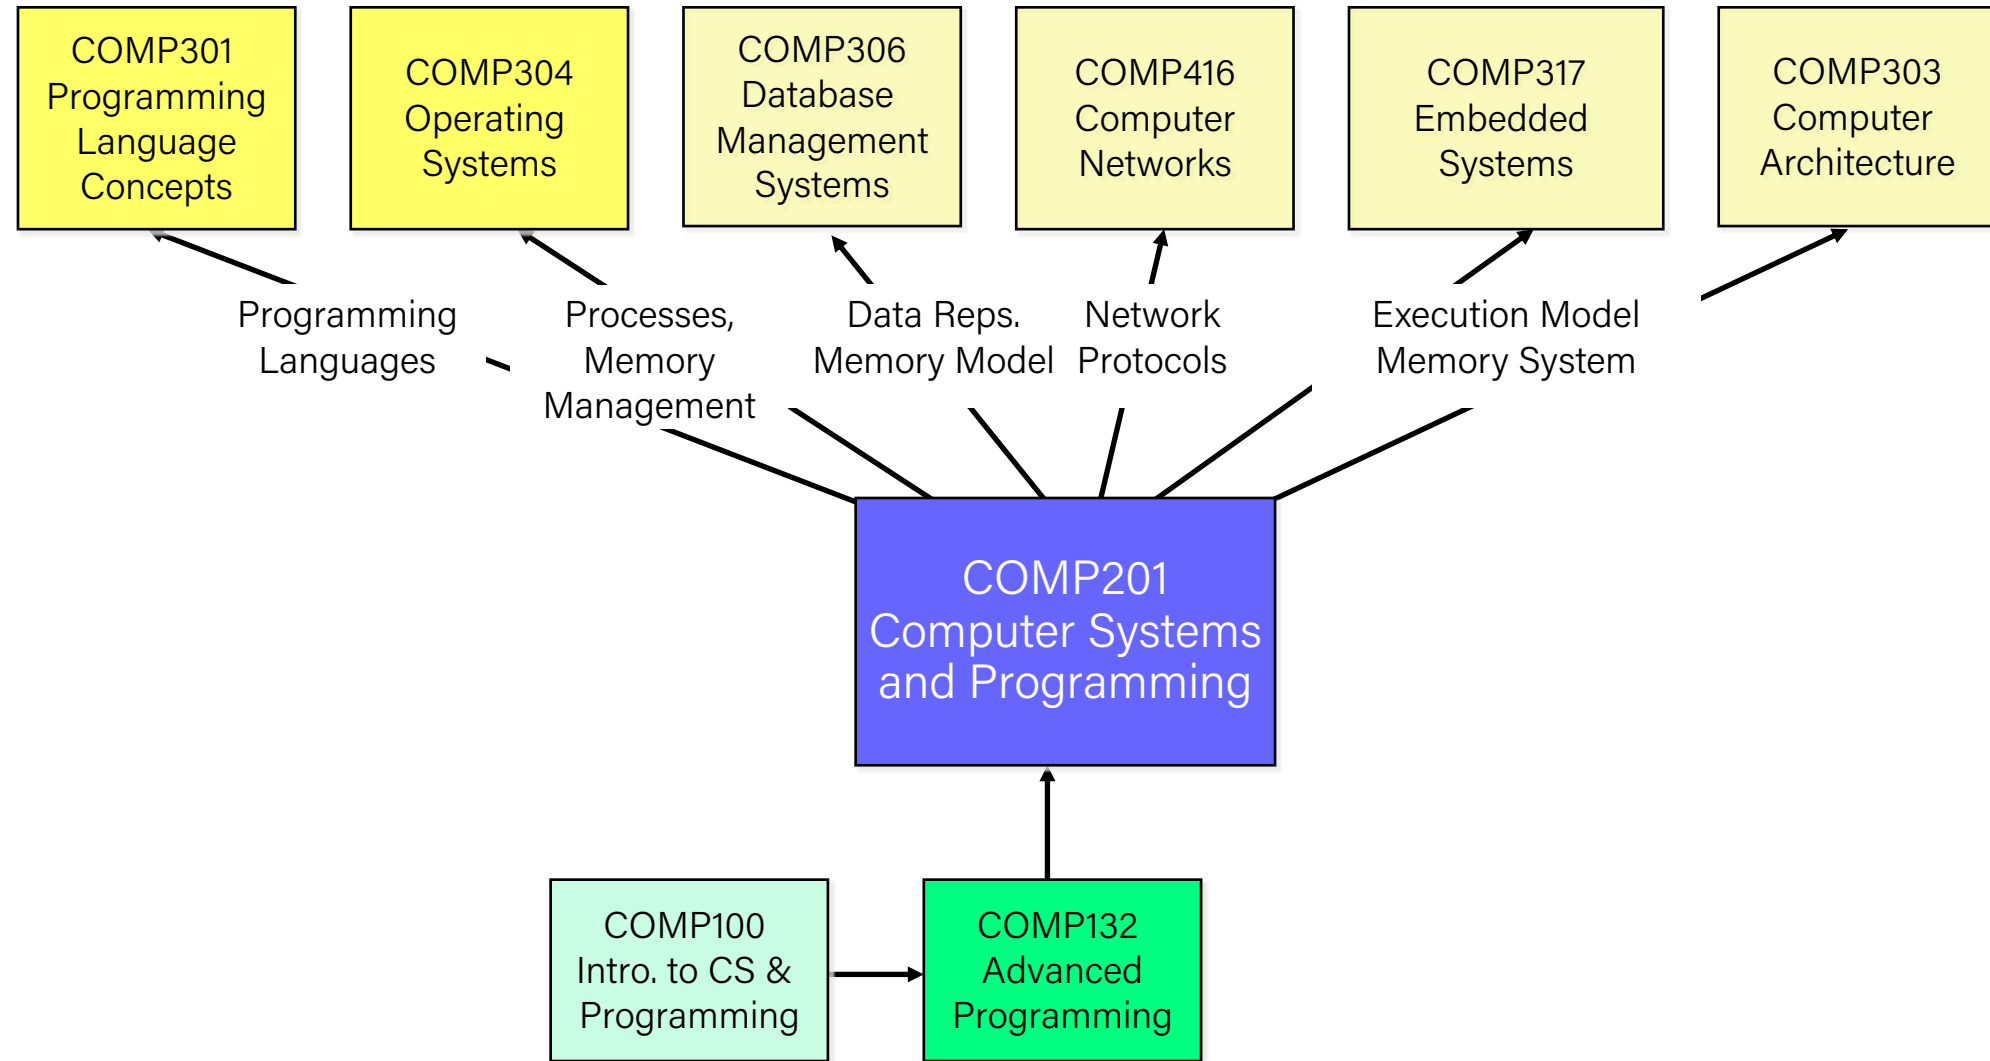 COMP301
Programming
Language
Concepts
COMP304
Operating
Systems
COMP306
Database
Management
Systems
COMP416
Computer
Networks
COMP317
Embedded
Systems
COMP303
Computer
Architecture
Programming
Languages
Processes,
Memory
Management
Data Reps.
Memory Model
Network
Protocols
Execution Model
Memory System
COMP201
Computer Systems
and Programming
COMP100
Intro. to CS &
Programming
COMP132
Advanced
Programming